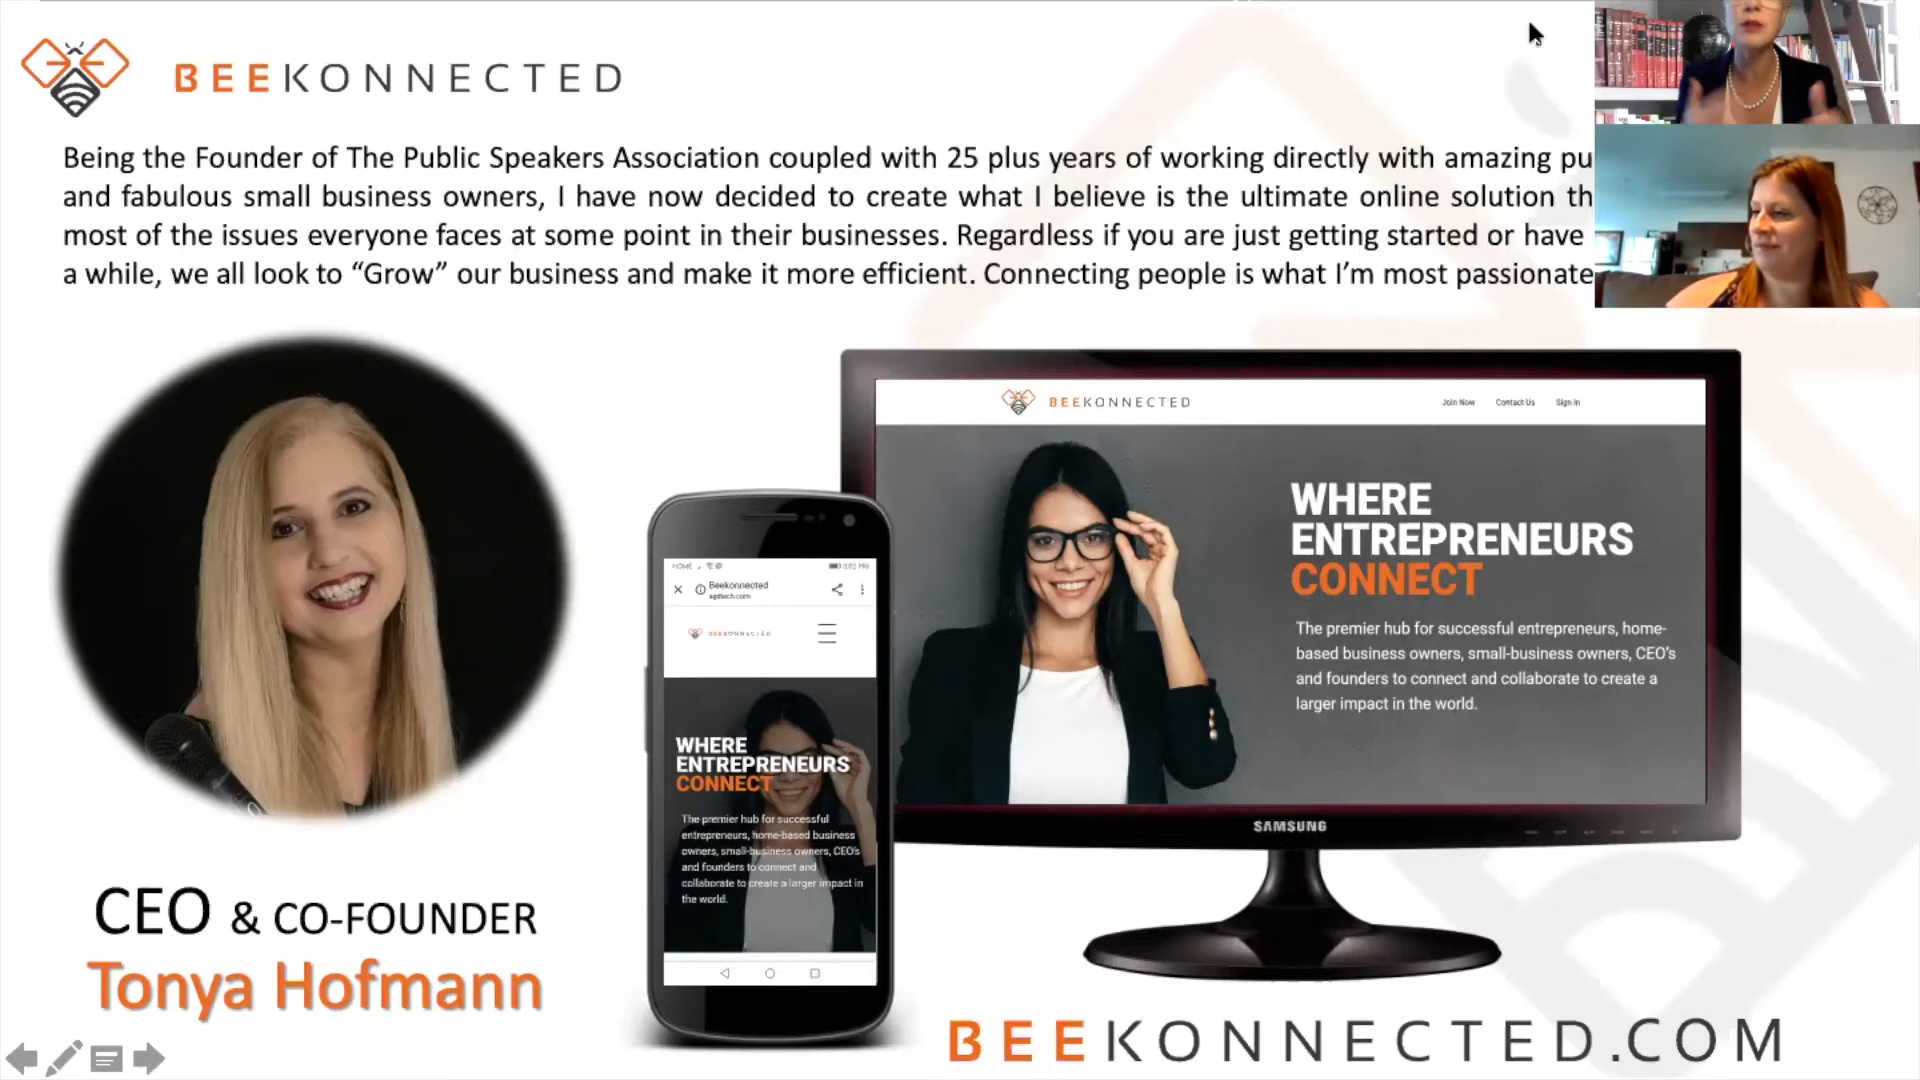 BEEKONNECTED
Being the Founder of The Public Speakers Association coupled with 25 plus years of working directly with amazing pu
and fabulous small business owners, I have now decided to create what I believe is the ultimate online solution th
most of the issues everyone faces at some point in their businesses. Regardless if you are just getting started or have
a while, we all look to “Grow” our business and make it more efficient. Connecting people is what I’m most passionate
BEEKONNECTED
Join Now Contact Us Sign In
WHERE
ENTREPRENEURS
CONNECT
The premier hub for successful entrepreneurs, home-
based business owners, small-business owners, CEO's
and founders to connect and collaborate to create a
larger impact in the world.
SAMSUNG
HOME 3:02 PM
Beekonnected
BEEKONNECTED
WHERE
ENTREPRENEURS
CONNECT
The premier hub for successful
entrepreneurs, home-based business
owners, small-business owners, CEO's
and founders to connect and
collaborate to create a larger impact in
the world.
CEO & CO-FOUNDER
Tonya Hofmann
BEEKONNECTED.COM